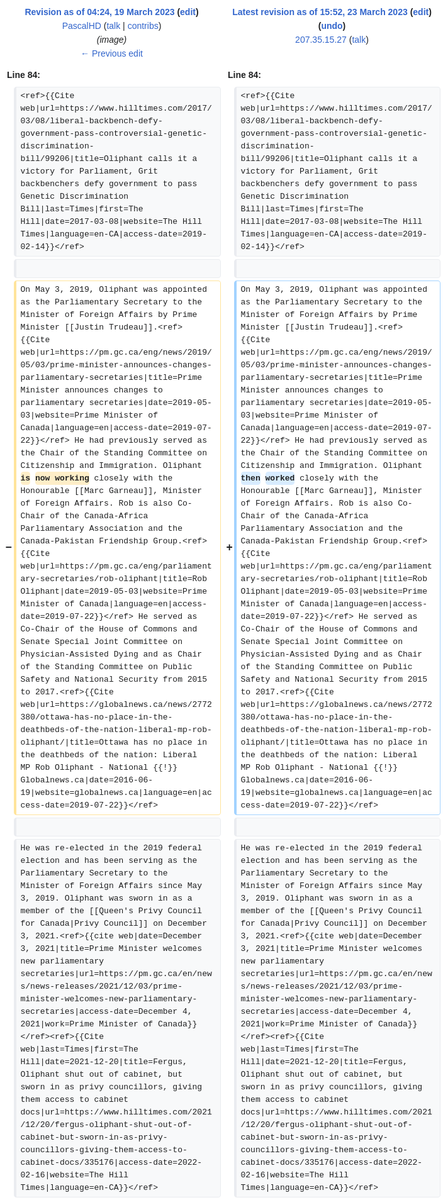 Revision as of 04:24, 19 March 2023 (edit)
PascalHD (talk | contribs)
(image)
← Previous edit
Latest revision as of 15:52, 23 March 2023 (edit)
(undo)
207.35.15.27 (talk)
Line 84:
Line 84:
<ref>{{Cite
web|url=https://www.hilltimes.com/2017/
03/08/liberal-backbench-defy-
government-pass-controversial-genetic-
discrimination-
bill/99206|title=Oliphant calls it a
victory for Parliament, Grit
backbenchers defy government to pass
Genetic Discrimination
Bill|last=Times|first=The
Hill|date=2017-03-08|website=The Hill
Times|language=en-CA|access-date=2019-
02-14}}</ref>
<ref>{{Cite
web|url=https://www.hilltimes.com/2017/
03/08/liberal-backbench-defy-
government-pass-controversial-genetic-
discrimination-
bill/99206|title=Oliphant calls it a
victory for Parliament, Grit
backbenchers defy government to pass
Genetic Discrimination
Bill|last=Times|first=The
Hill|date=2017-03-08|website=The Hill
Times|language=en-CA|access-date=2019-
02-14}}</ref>
−
On May 3, 2019, Oliphant was appointed
as the Parliamentary Secretary to the
Minister of Foreign Affairs by Prime
Minister [[Justin Trudeau]].<ref>
{{Cite
web|url=https://pm.gc.ca/eng/news/2019/
05/03/prime-minister-announces-changes-
parliamentary-secretaries|title=Prime
Minister announces changes to
parliamentary secretaries|date=2019-05-
03|website=Prime Minister of
Canada|language=en|access-date=2019-07-
22}}</ref> He had previously served as
the Chair of the Standing Committee on
Citizenship and Immigration. Oliphant
is now working closely with the
Honourable [[Marc Garneau]], Minister
of Foreign Affairs. Rob is also Co-
Chair of the Canada-Africa
Parliamentary Association and the
Canada-Pakistan Friendship Group.<ref>
{{Cite
web|url=https://pm.gc.ca/eng/parliament
ary-secretaries/rob-oliphant|title=Rob
Oliphant|date=2019-05-03|website=Prime
Minister of Canada|language=en|access-
date=2019-07-22}}</ref> He served as
Co-Chair of the House of Commons and
Senate Special Joint Committee on
Physician-Assisted Dying and as Chair
of the Standing Committee on Public
Safety and National Security from 2015
to 2017.<ref>{{Cite
web|url=https://globalnews.ca/news/2772
380/ottawa-has-no-place-in-the-
deathbeds-of-the-nation-liberal-mp-rob-
oliphant/|title=Ottawa has no place in
the deathbeds of the nation: Liberal
MP Rob Oliphant - National {{!}}
Globalnews.ca|date=2016-06-
19|website=globalnews.ca|language=en|ac
cess-date=2019-07-22}}</ref>
+
On May 3, 2019, Oliphant was appointed
as the Parliamentary Secretary to the
Minister of Foreign Affairs by Prime
Minister [[Justin Trudeau]].<ref>
{{Cite
web|url=https://pm.gc.ca/eng/news/2019/
05/03/prime-minister-announces-changes-
parliamentary-secretaries|title=Prime
Minister announces changes to
parliamentary secretaries|date=2019-05-
03|website=Prime Minister of
Canada|language=en|access-date=2019-07-
22}}</ref> He had previously served as
the Chair of the Standing Committee on
Citizenship and Immigration. Oliphant
then worked closely with the
Honourable [[Marc Garneau]], Minister
of Foreign Affairs. Rob is also Co-
Chair of the Canada-Africa
Parliamentary Association and the
Canada-Pakistan Friendship Group.<ref>
{{Cite
web|url=https://pm.gc.ca/eng/parliament
ary-secretaries/rob-oliphant|title=Rob
Oliphant|date=2019-05-03|website=Prime
Minister of Canada|language=en|access-
date=2019-07-22}}</ref> He served as
Co-Chair of the House of Commons and
Senate Special Joint Committee on
Physician-Assisted Dying and as Chair
of the Standing Committee on Public
Safety and National Security from 2015
to 2017.<ref>{{Cite
web|url=https://globalnews.ca/news/2772
380/ottawa-has-no-place-in-the-
deathbeds-of-the-nation-liberal-mp-rob-
oliphant/|title=Ottawa has no place in
the deathbeds of the nation: Liberal
MP Rob Oliphant - National {{!}}
Globalnews.ca|date=2016-06-
19|website=globalnews.ca|language=en|ac
cess-date=2019-07-22}}</ref>
He was re-elected in the 2019 federal
election and has been serving as the
Parliamentary Secretary to the
Minister of Foreign Affairs since May
3, 2019. Oliphant was sworn in as a
member of the [[Queen's Privy Council
for Canada|Privy Council]] on December
3, 2021.<ref>{{cite web|date=December
3, 2021|title=Prime Minister welcomes
new parliamentary
secretaries|url=https://pm.gc.ca/en/new
s/news-releases/2021/12/03/prime-
minister-welcomes-new-parliamentary-
secretaries|access-date=December 4,
2021|work=Prime Minister of Canada}}
</ref><ref>{{Cite
web|last=Times|first=The
Hill|date=2021-12-20|title=Fergus,
Oliphant shut out of cabinet, but
sworn in as privy councillors, giving
them access to cabinet
docs|url=https://www.hilltimes.com/2021
/12/20/fergus-oliphant-shut-out-of-
cabinet-but-sworn-in-as-privy-
councillors-giving-them-access-to-
cabinet-docs/335176|access-date=2022-
02-16|website=The Hill
Times|language=en-CA}}</ref>
He was re-elected in the 2019 federal
election and has been serving as the
Parliamentary Secretary to the
Minister of Foreign Affairs since May
3, 2019. Oliphant was sworn in as a
member of the [[Queen's Privy Council
for Canada|Privy Council]] on December
3, 2021.<ref>{{cite web|date=December
3, 2021|title=Prime Minister welcomes
new parliamentary
secretaries|url=https://pm.gc.ca/en/new
s/news-releases/2021/12/03/prime-
minister-welcomes-new-parliamentary-
secretaries|access-date=December 4,
2021|work=Prime Minister of Canada}}
</ref><ref>{{Cite
web|last=Times|first=The
Hill|date=2021-12-20|title=Fergus,
Oliphant shut out of cabinet, but
sworn in as privy councillors, giving
them access to cabinet
docs|url=https://www.hilltimes.com/2021
/12/20/fergus-oliphant-shut-out-of-
cabinet-but-sworn-in-as-privy-
councillors-giving-them-access-to-
cabinet-docs/335176|access-date=2022-
02-16|website=The Hill
Times|language=en-CA}}</ref>